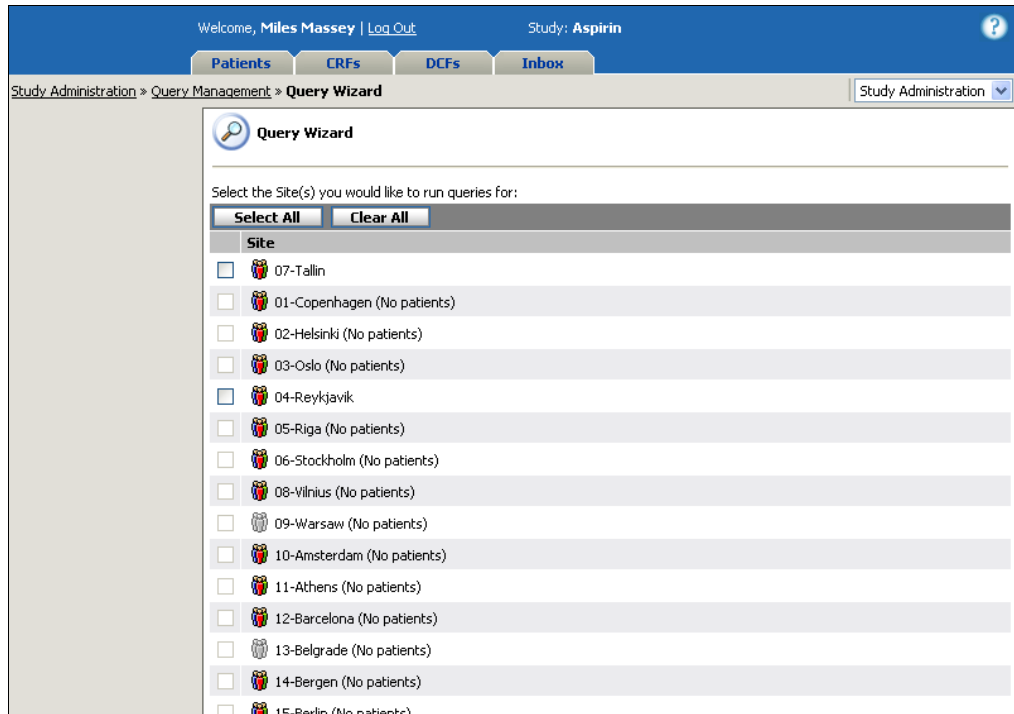 Welcome, Miles Massey | Log Out Study: Aspirin ?
Patients CRFs DCFs Inbox
Study Administration » Query Management » Query Wizard Study Administration
Query Wizard
Select the Site(s) you would like to run queries for:
Select All Clear All
Site
07-Tallin
01-Copenhagen (No patients)
02-Helsinki (No patients)
03-Oslo (No patients)
04-Reykjavik
05-Riga (No patients)
06-Stockholm (No patients)
08-Vilnius (No patients)
09-Warsaw (No patients)
10-Amsterdam (No patients)
11-Athens (No patients)
12-Barcelona (No patients)
13-Belgrade (No patients)
14-Bergen (No patients)
15-Berlin (No patients)